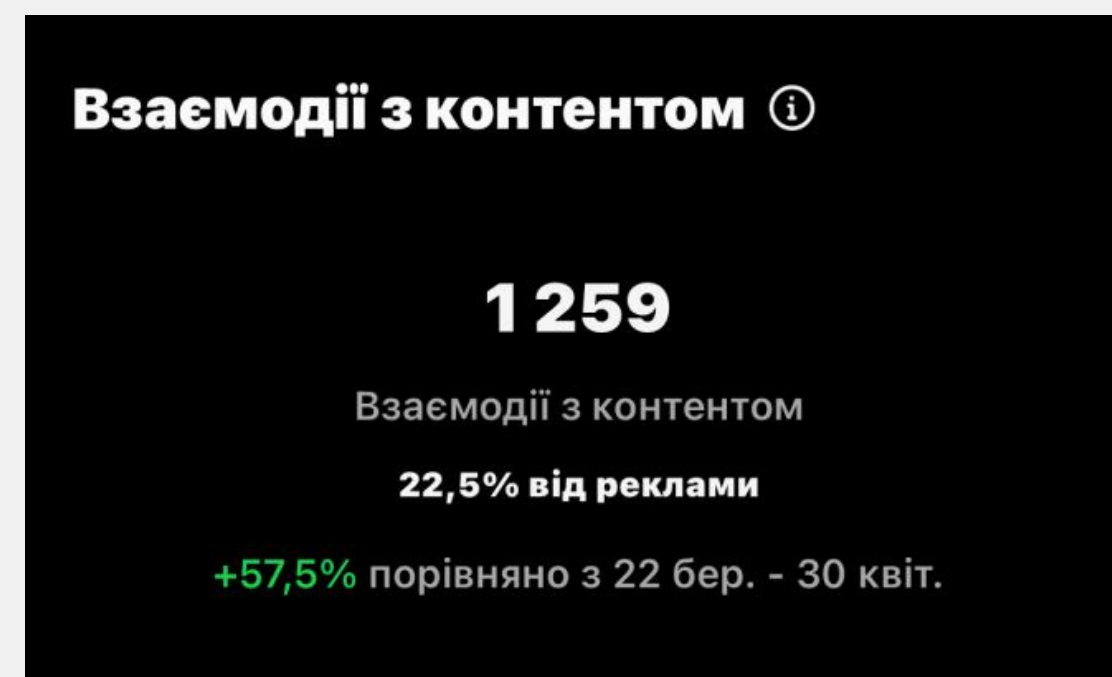 Взаємодії з контентом
1 259
Взаємодії з контентом
22,5% від реклами
+57,5% порівняно з 22 бер. - 30 квіт.